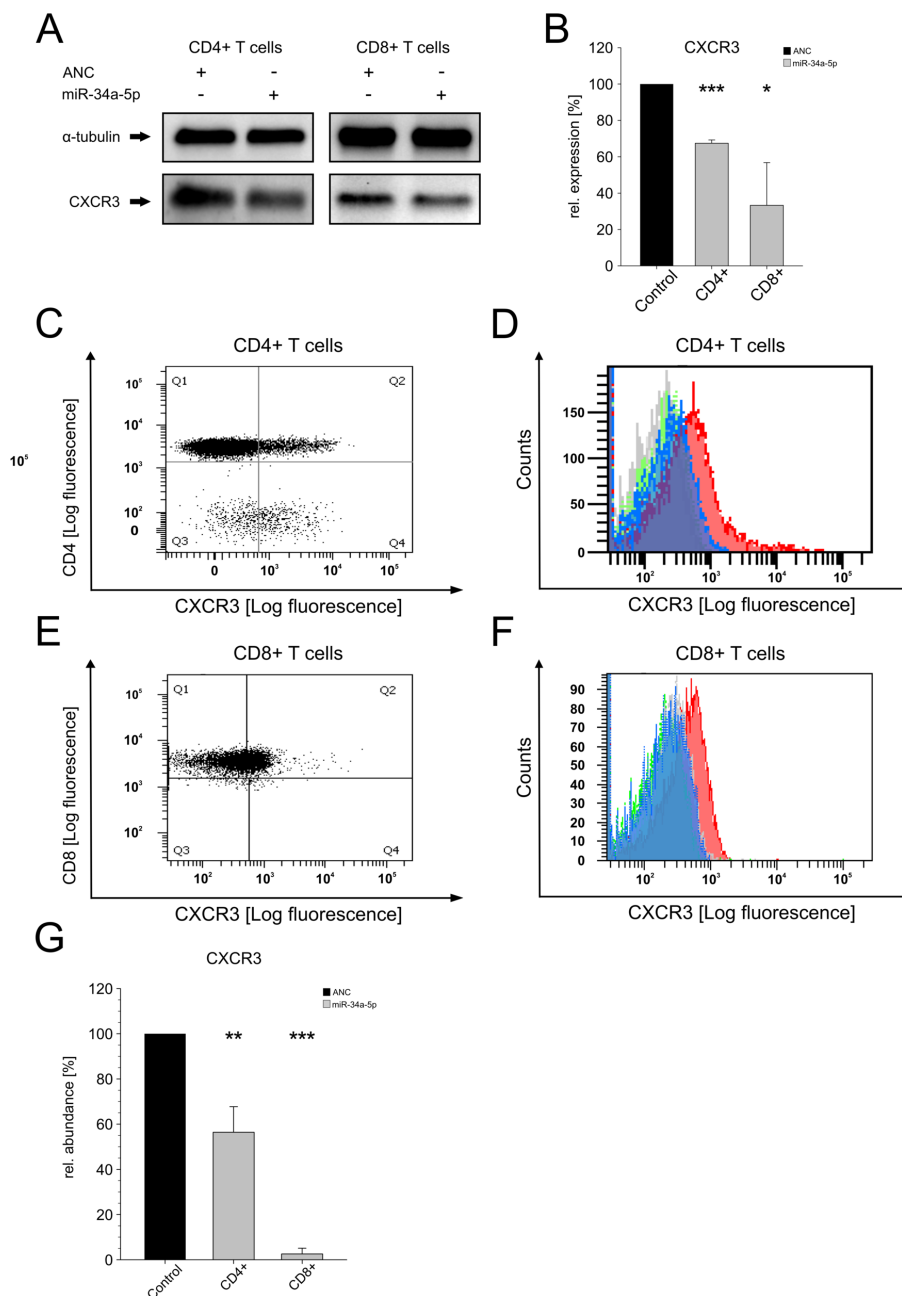 A
CD4+ T cells
CD8+ T cells
ANC + - + -
miR-34a-5p - + - +
α-tubulin
CXCR3
B
CXCR3
ANC
miR-34a-5p
rel. expression [%]
120
100
80
60
40
20
0
Control
CD4+
CD8+
C
CD4+ T cells
CD4 [Log fluorescence]
10⁵
Q1
Q2
Q3
Q4
10⁵
10⁴
10³
10²
0
0 10³ 10⁴ 10⁵
CXCR3 [Log fluorescence]
D
CD4+ T cells
Counts
150
100
50
0
10² 10³ 10⁴ 10⁵
CXCR3 [Log fluorescence]
E
CD8+ T cells
CD8 [Log fluorescence]
Q1
Q2
Q3
Q4
10⁵
10⁴
10³
10²
10² 10³ 10⁴ 10⁵
CXCR3 [Log fluorescence]
F
CD8+ T cells
Counts
90
80
70
60
50
40
30
20
10
0
10² 10³ 10⁴ 10⁵
CXCR3 [Log fluorescence]
G
CXCR3
ANC
miR-34a-5p
rel. abundance [%]
120
100
80
60
40
20
0
** ***
Control
CD4+
CD8+